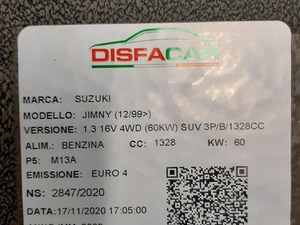 DISFACAR
MARCA: SUZUKI
MODELLO: JIMNY (12/99>)
VERSIONE: 1.3 16V 4WD (60KW) SUV 3P/B/1328CC
ALIM.: BENZINA CC: 1328 KW: 60
P5: M13A
EMISSIONE: EURO 4
NS: 2847/2020
DATA:17/11/2020 17:05:00